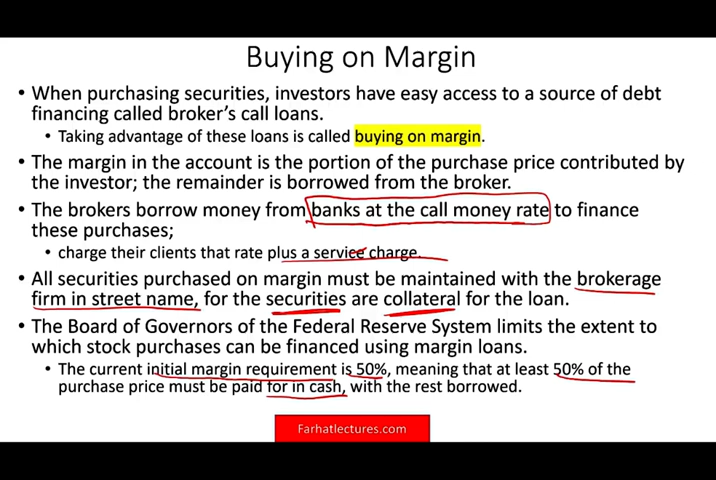 Buying on Margin
• When purchasing securities, investors have easy access to a source of debt
financing called broker's call loans.
• Taking advantage of these loans is called buying on margin.
• The margin in the account is the portion of the purchase price contributed by
the investor; the remainder is borrowed from the broker.
• The brokers borrow money from banks at the call money rate to finance
these purchases;
• charge their clients that rate plus a service charge.
• All securities purchased on margin must be maintained with the brokerage
firm in street name, for the securities are collateral for the loan.
• The Board of Governors of the Federal Reserve System limits the extent to
which stock purchases can be financed using margin loans.
• The current initial margin requirement is 50%, meaning that at least 50% of the
purchase price must be paid for in cash, with the rest borrowed.
Farhatlectures.com